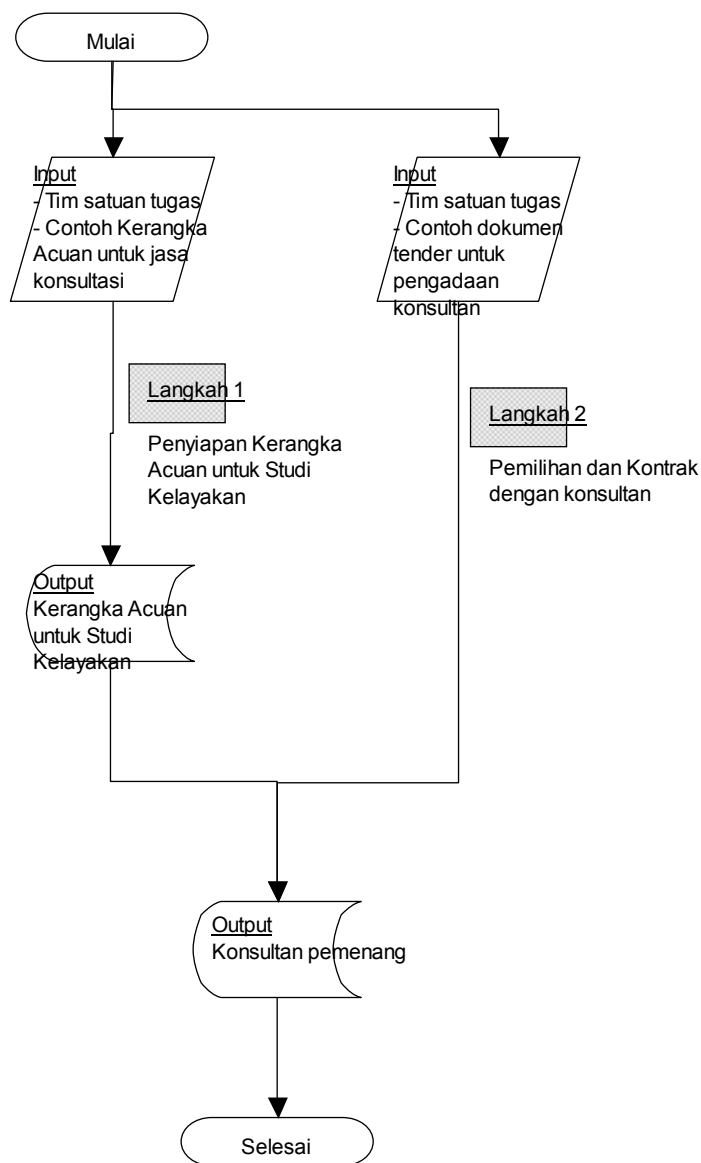 Mulai
Input
- Tim satuan tugas
- Contoh Kerangka
Acuan untuk jasa
konsultasi
Input
- Tim satuan tugas
- Contoh dokumen
tender untuk
pengadaan
konsultan
Langkah 1
Penyiapan Kerangka
Acuan untuk Studi
Kelayakan
Langkah 2
Pemilihan dan Kontrak
dengan konsultan
Output
Kerangka Acuan
untuk Studi
Kelayakan
Output
Konsultan pemenang
Selesai